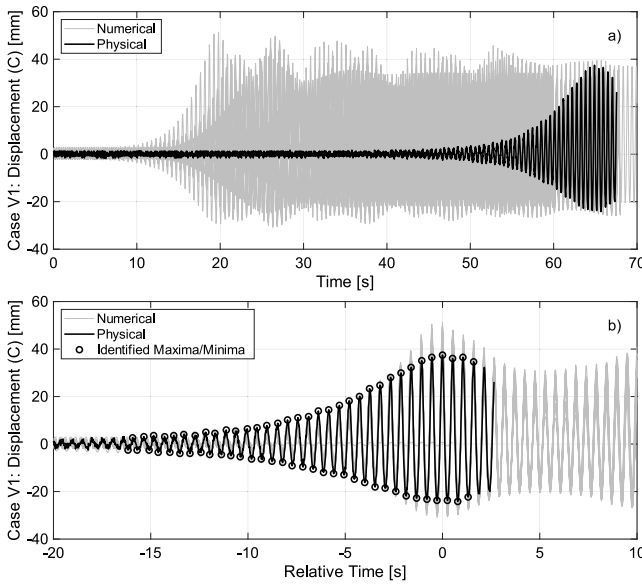 Case V1: Displacement (C) [mm]
60
40
20
0
-20
-40
Numerical
Physical
a)
0
10
20
30
40
50
60
70
Time [s]
Case V1: Displacement (C) [mm]
60
40
20
0
-20
-40
Numerical
Physical
Identified Maxima/Minima
b)
-20
-15
-10
-5
0
5
10
Relative Time [s]